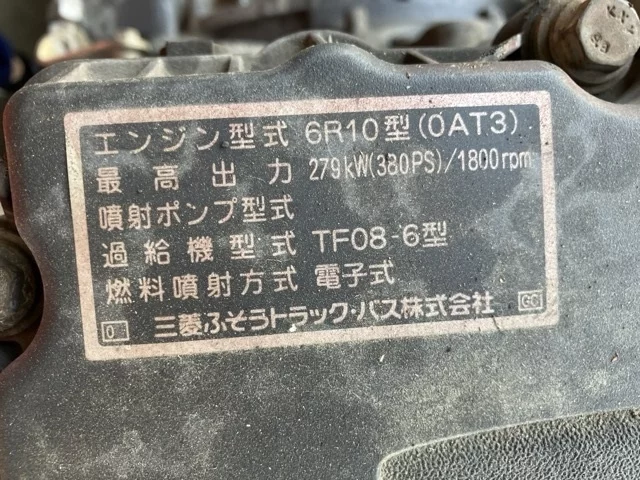 エンジン型式 6R10型(0AT3)
最高出力 279kW(380PS)/1800rpm
噴射ポンプ型式
過給機型式 TF08-6型
燃料噴射方式 電子式
0 三菱ふそうトラック・バス株式会社 GC